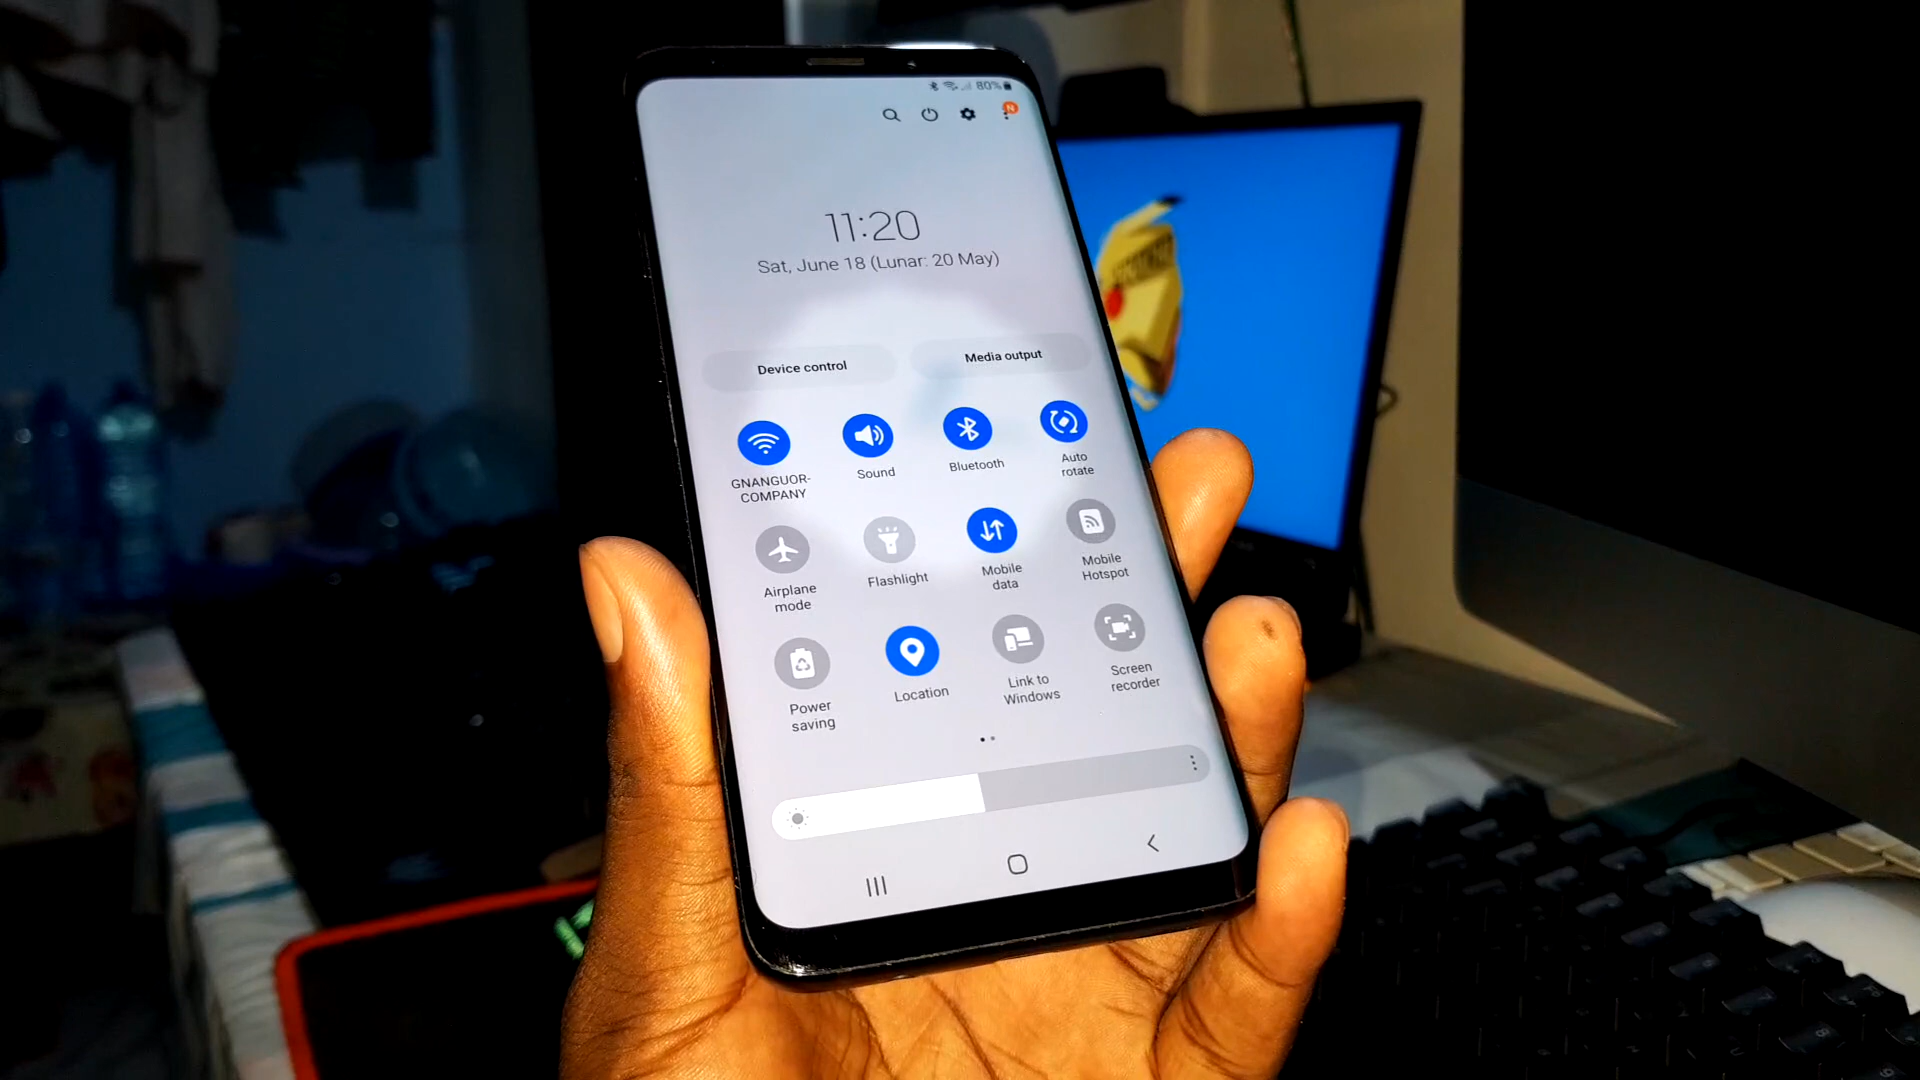 80%
N
11:20
Sat, June 18 (Lunar: 20 May)
Device control
Media output
GNANGUOR-
COMPANY
Sound
Bluetooth
Auto
rotate
Airplane
mode
Flashlight
Mobile
data
Mobile
Hotspot
Power
saving
Location
Link to
Windows
Screen
recorder